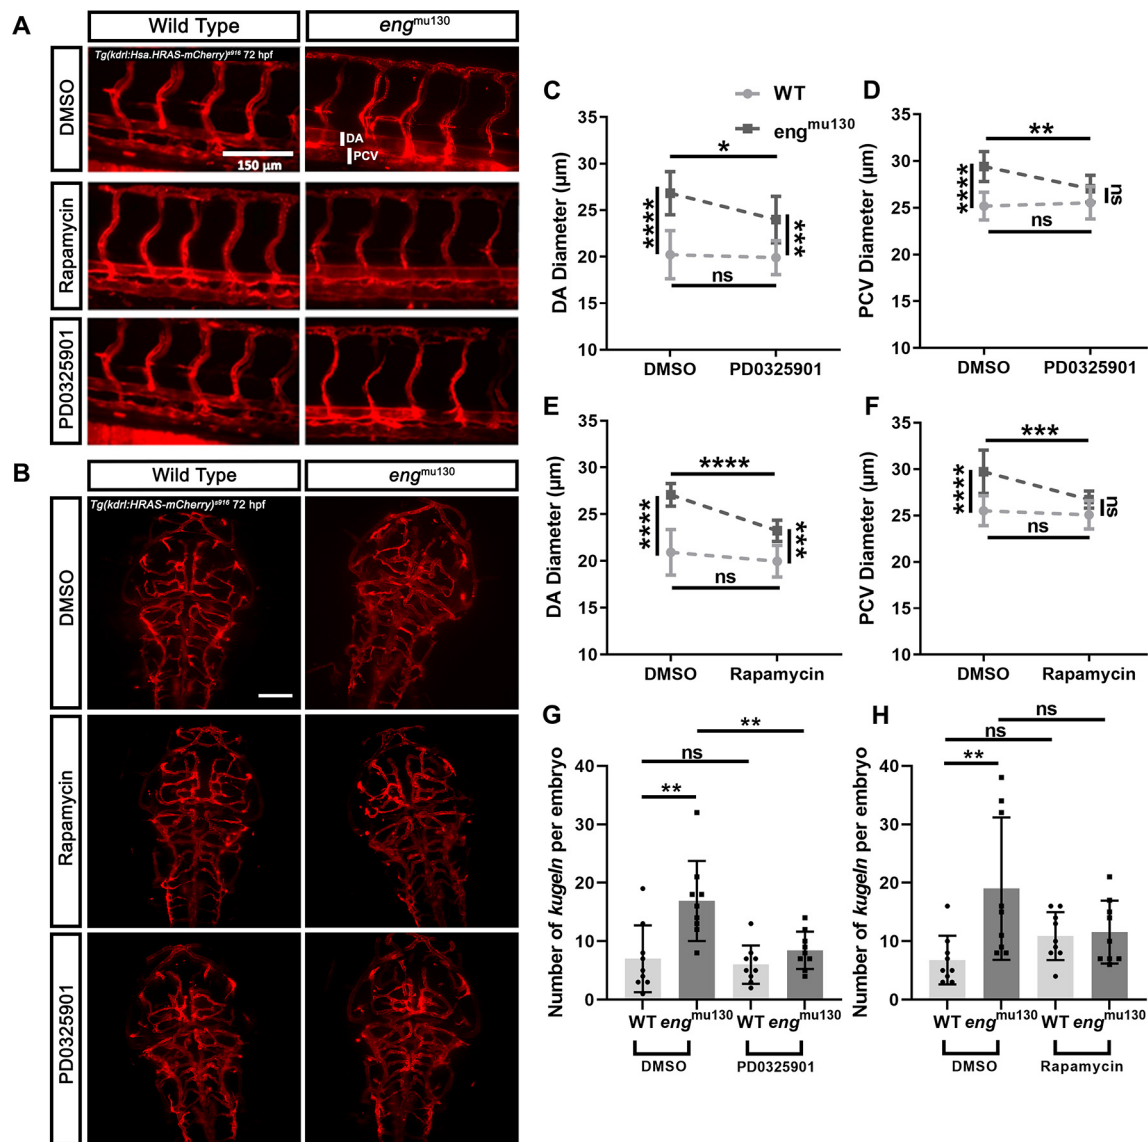 A
Wild Type
eng^mu130
DMSO
Tg(kdrl:Hsa.HRAS-mCherry)^s916 72 hpf
DA
PCV
150 µm
Rapamycin
PD0325901
B
Wild Type
eng^mu130
DMSO
Tg(kdrl:HRAS-mCherry)^s916 72 hpf
Rapamycin
PD0325901
WT
eng^mu130
C
DA Diameter (µm)
35
30
25
20
15
10
*
****
***
ns
DMSO
PD0325901
D
PCV Diameter (µm)
35
30
25
20
15
10
**
****
ns
ns
DMSO
PD0325901
E
DA Diameter (µm)
35
30
25
20
15
10
****
****
***
ns
DMSO
Rapamycin
F
PCV Diameter (µm)
35
30
25
20
15
10
***
****
ns
ns
DMSO
Rapamycin
G
Number of kugeln per embryo
40
30
20
10
0
**
ns
**
WT eng^mu130 WT eng^mu130
DMSO
PD0325901
H
Number of kugeln per embryo
40
30
20
10
0
ns
ns
**
WT eng^mu130 WT eng^mu130
DMSO
Rapamycin